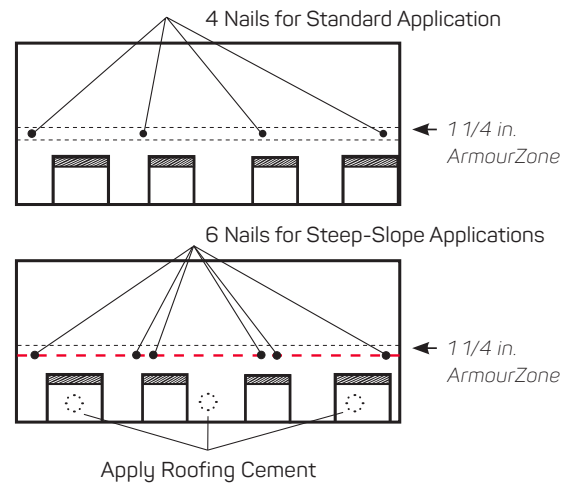 4 Nails for Standard Application
1 1/4 in.
ArmourZone
6 Nails for Steep-Slope Applications
1 1/4 in.
ArmourZone
Apply Roofing Cement